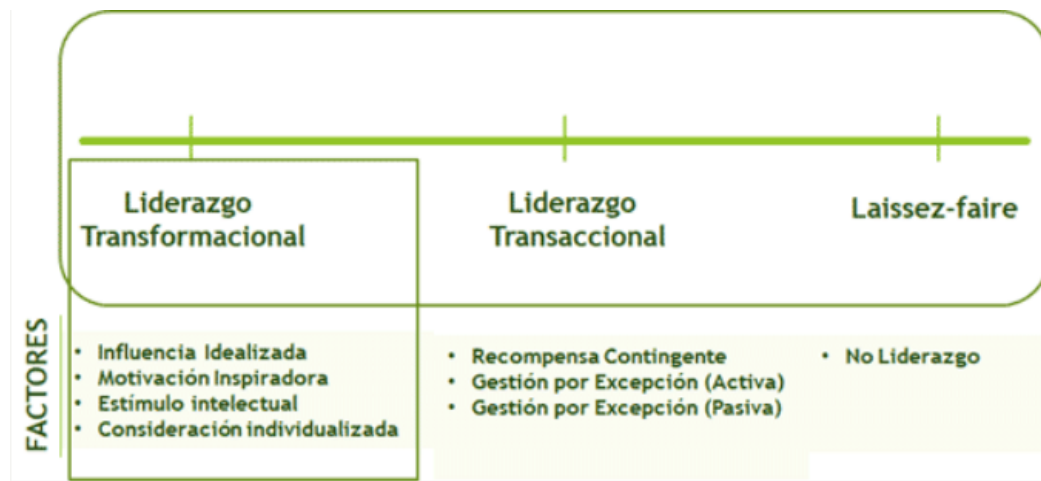 Liderazgo
Transformacional
Liderazgo
Transaccional
Laissez-faire
FACTORES
• Influencia Idealizada
• Motivación Inspiradora
• Estímulo intelectual
• Consideración individualizada
• Recompensa Contingente
• Gestión por Excepción (Activa)
• Gestión por Excepción (Pasiva)
• No Liderazgo